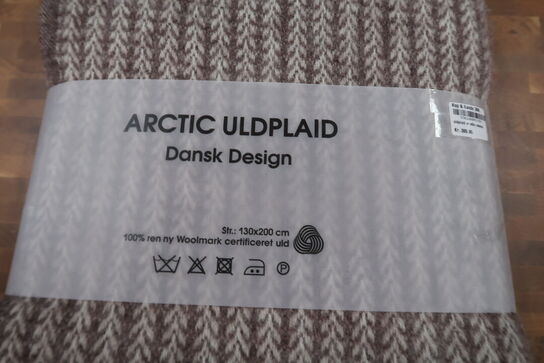 ARCTIC ULDPLAID
Dansk Design
Str.: 130x200 cm
100% ren ny Woolmark certificeret uld
P